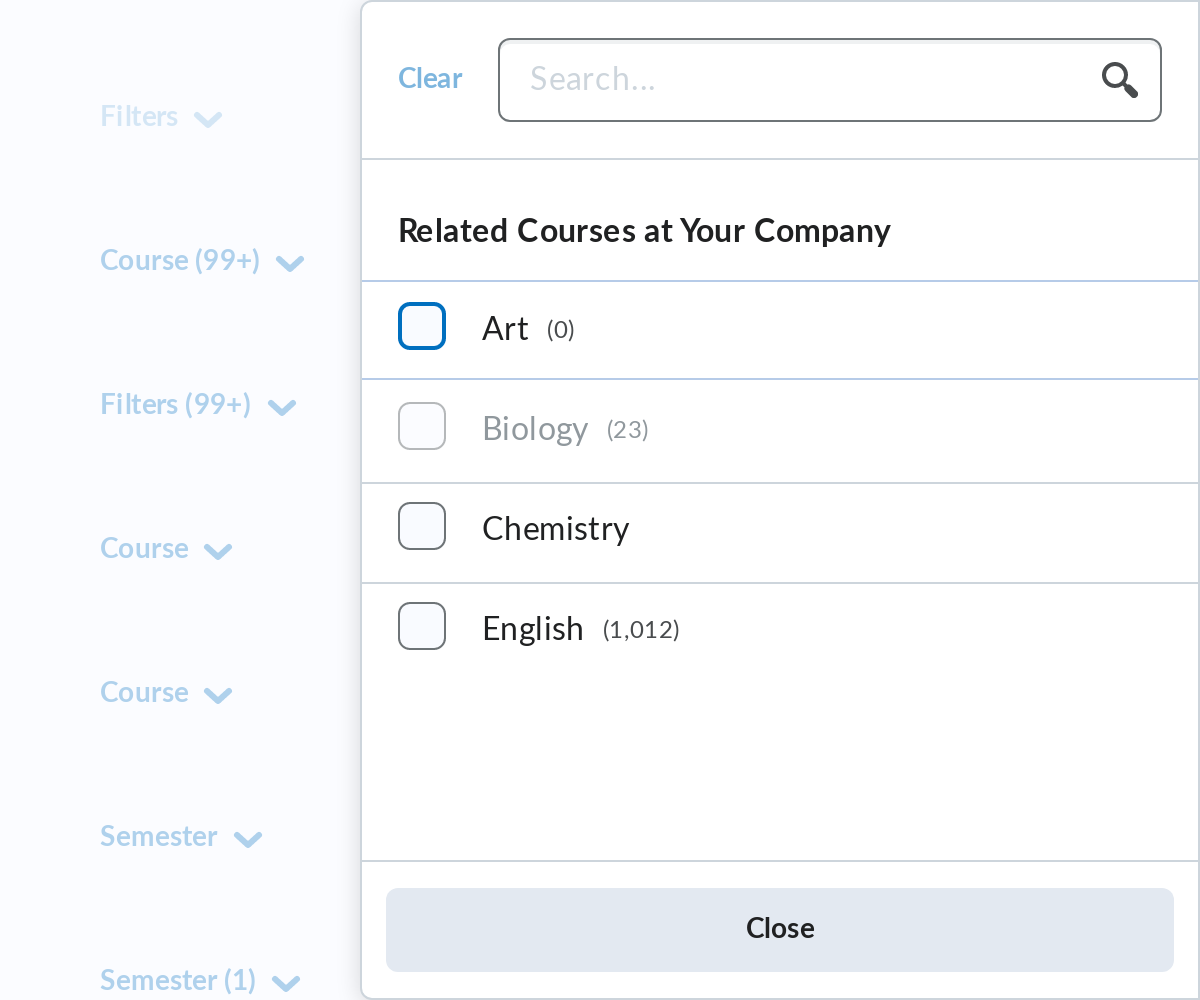 Filters
Course (99+)
Filters (99+)
Course
Course
Semester
Semester (1)
Clear
Search...
Related Courses at Your Company
Art (0)
Biology (23)
Chemistry
English (1,012)
Close